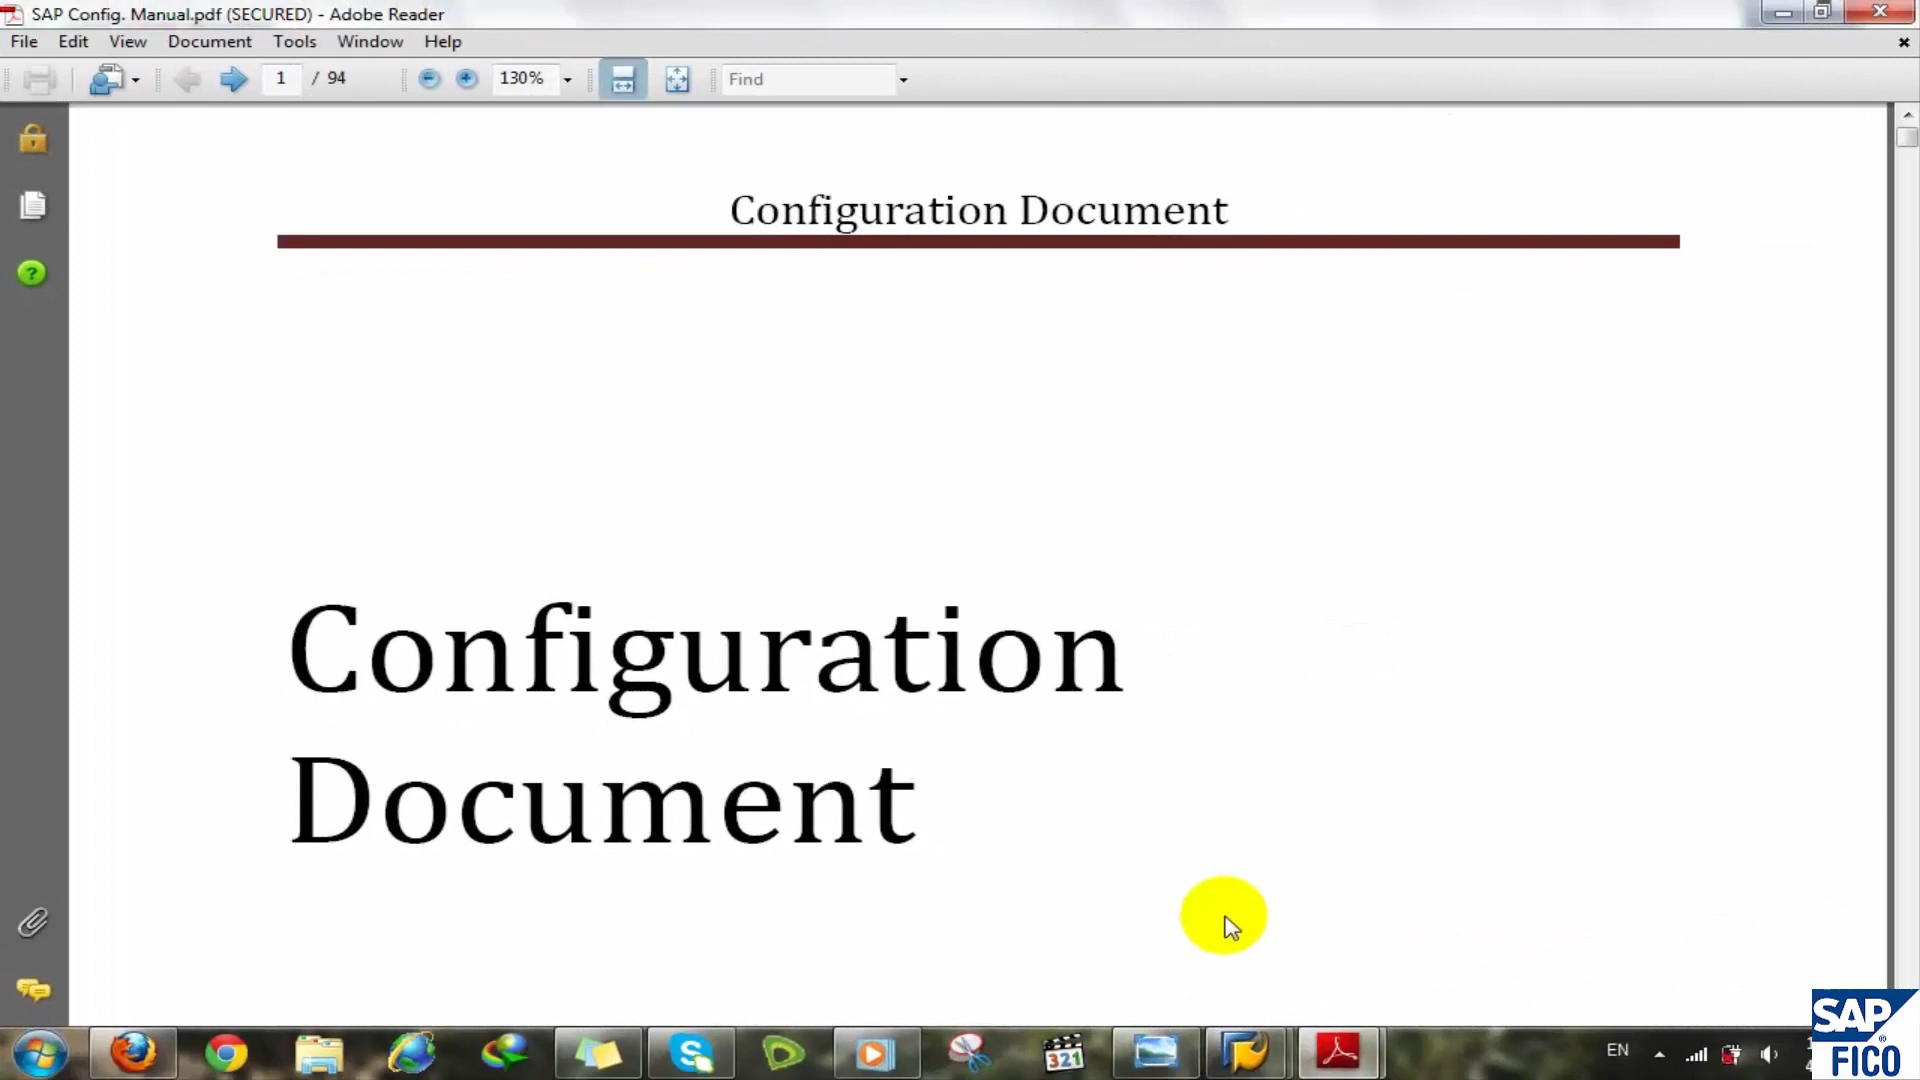 SAP Config. Manual.pdf (SECURED) - Adobe Reader
File Edit View Document Tools Window Help
1 / 94 130% Find
Configuration Document
Configuration
Document
321
EN
SAP
®
FICO